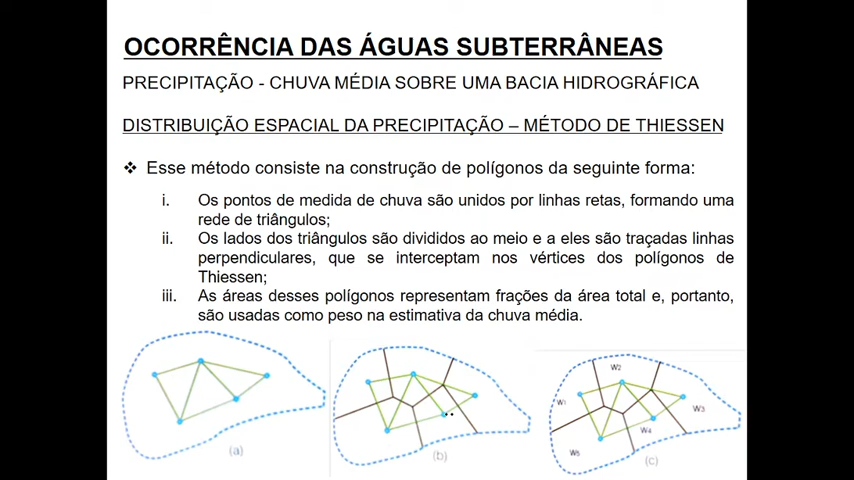 OCORRÊNCIA DAS ÁGUAS SUBTERRÂNEAS
PRECIPITAÇÃO - CHUVA MÉDIA SOBRE UMA BACIA HIDROGRÁFICA
DISTRIBUIÇÃO ESPACIAL DA PRECIPITAÇÃO – MÉTODO DE THIESSEN
❖ Esse método consiste na construção de polígonos da seguinte forma:
i. Os pontos de medida de chuva são unidos por linhas retas, formando uma
rede de triângulos;
ii. Os lados dos triângulos são divididos ao meio e a eles são traçadas linhas
perpendiculares, que se interceptam nos vértices dos polígonos de
Thiessen;
iii. As áreas desses polígonos representam frações da área total e, portanto,
são usadas como peso na estimativa da chuva média.
(a)
(b)
W2
W1
W3
W4
W5
(c)